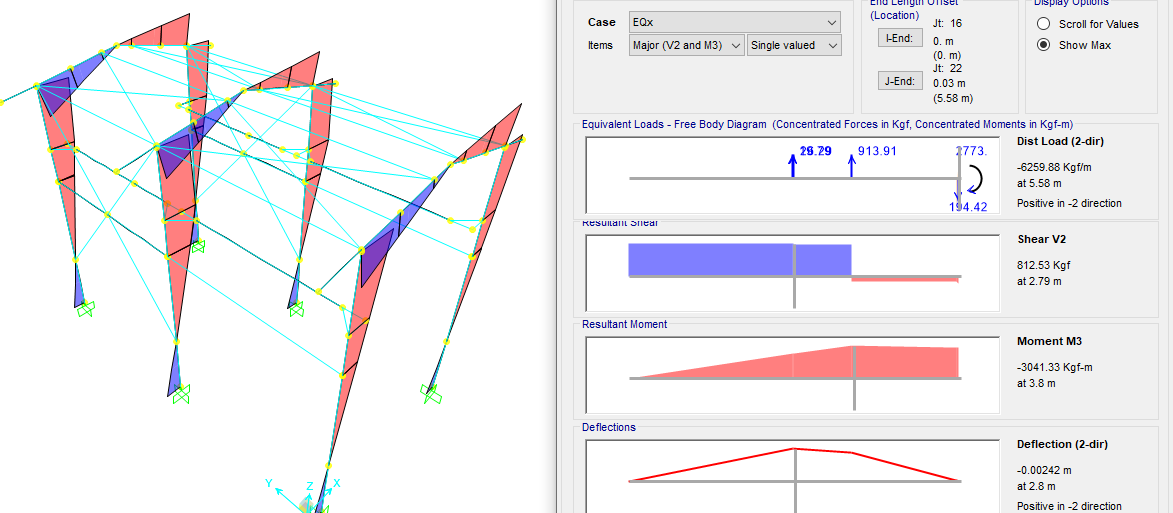 End Length Offset
(Location)
Display Options
Case
EQx
Items
Major (V2 and M3)
Single valued
Jt: 16
I-End:
0. m
(0. m)
Jt: 22
J-End:
0.03 m
(5.58 m)
Scroll for Values
Show Max
Equivalent Loads - Free Body Diagram (Concentrated Forces in Kgf, Concentrated Moments in Kgf-m)
913.91
194.42
Dist Load (2-dir)
-6259.88 Kgf/m
at 5.58 m
Positive in -2 direction
Resultant Shear
Shear V2
812.53 Kgf
at 2.79 m
Resultant Moment
Moment M3
-3041.33 Kgf-m
at 3.8 m
Deflections
Deflection (2-dir)
-0.00242 m
at 2.8 m
Positive in -2 direction
Y
Z
X